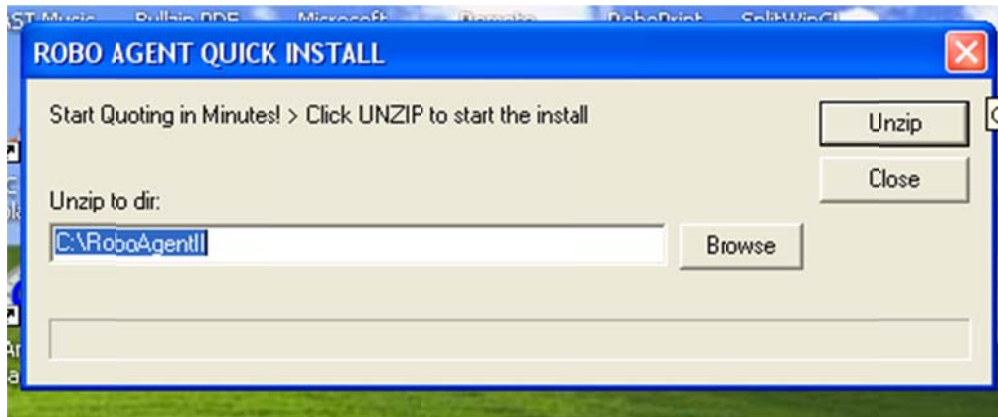 ROBO AGENT QUICK INSTALL
Start Quoting in Minutes! > Click UNZIP to start the install
Unzip
Close
Unzip to dir:
C:\RoboAgentII
Browse